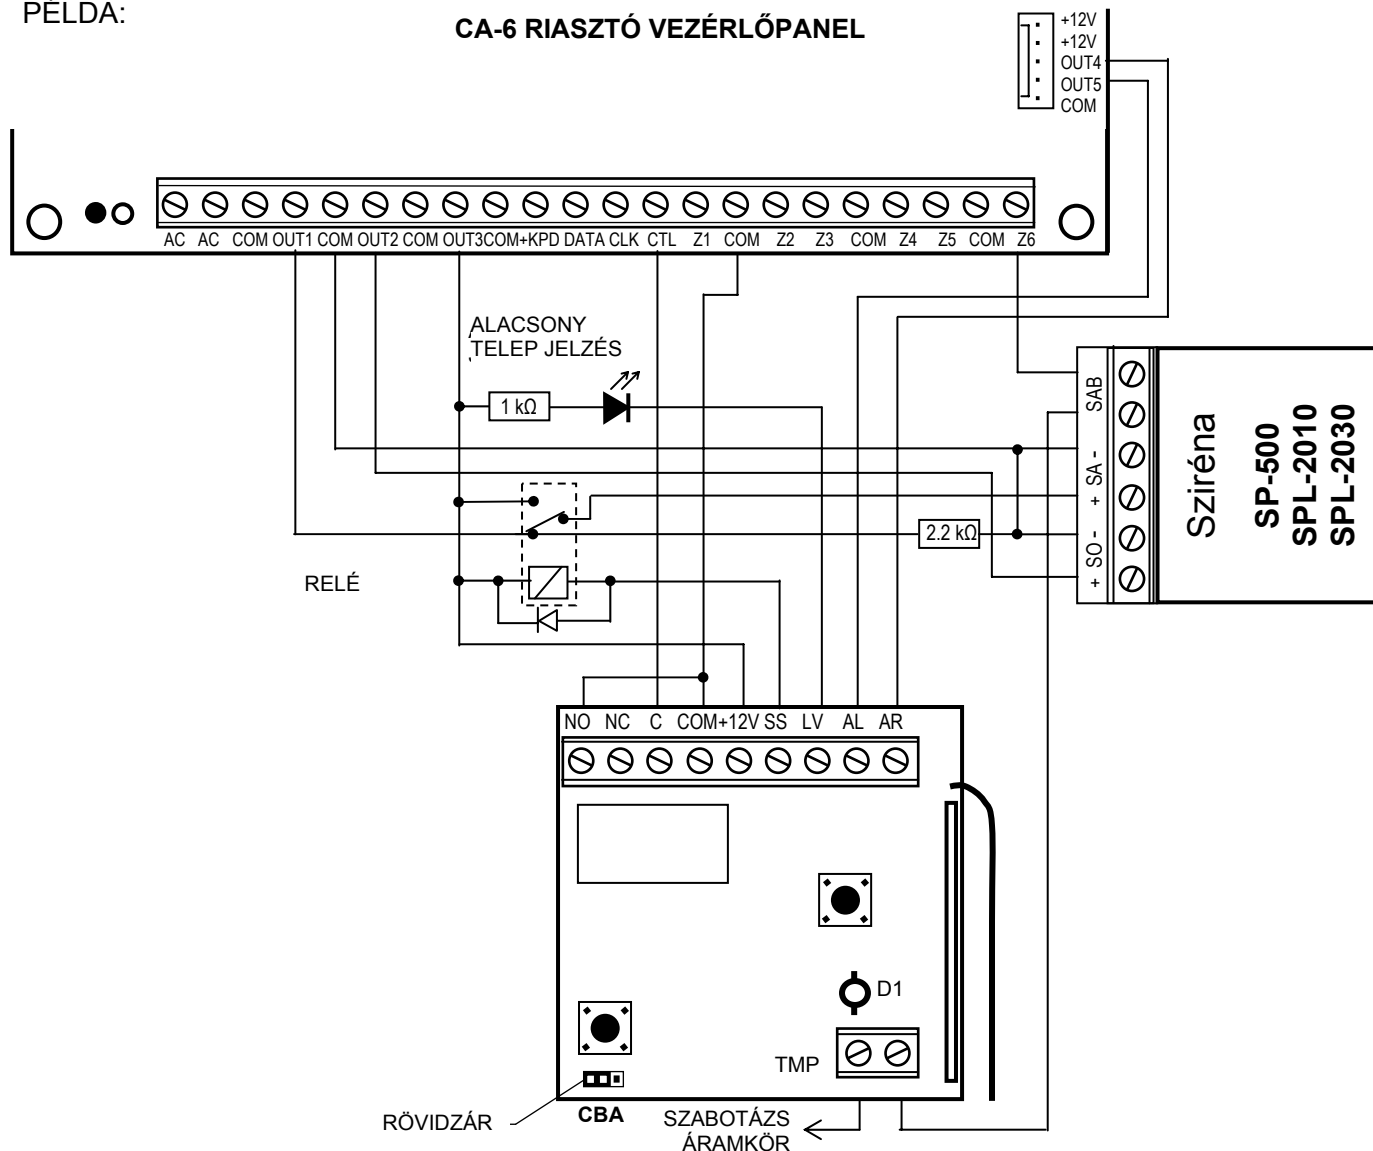 PÉLDA:
CA-6 RIASZTÓ VEZÉRLŐPANEL
+12V
+12V
OUT4
OUT5
COM
AC AC COM OUT1 COM OUT2 COM OUT3 COM +KPD DATA CLK CTL Z1 COM Z2 Z3 COM Z4 Z5 COM Z6
ALACSONY
TELEP JELZÉS
1 kΩ
2.2 kΩ
RELÉ
SAB
+ SA -
+ SO -
Sziréna
SP-500
SPL-2010
SPL-2030
NO NC C COM +12V SS LV AL AR
D1
TMP
RÖVIDZÁR
CBA
SZABOTÁZS
ÁRAMKÖR